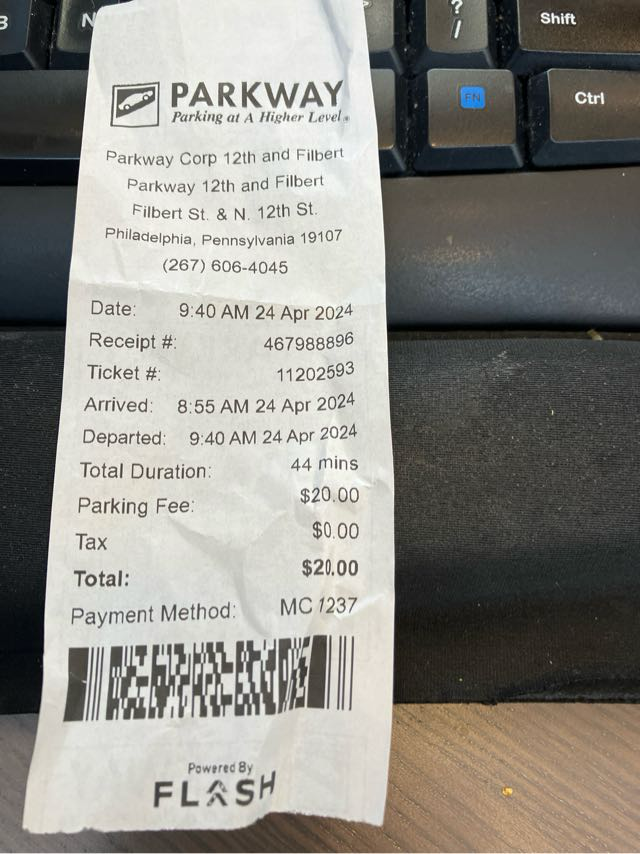 B
N
?
/
Shift
FN
Ctrl
PARKWAY
Parking at A Higher Level
Parkway Corp 12th and Filbert
Parkway 12th and Filbert
Filbert St. & N. 12th St.
Philadelphia, Pennsylvania 19107
(267) 606-4045
Date: 9:40 AM 24 Apr 2024
Receipt #: 467988896
Ticket #: 11202593
Arrived: 8:55 AM 24 Apr 2024
Departed: 9:40 AM 24 Apr 2024
Total Duration: 44 mins
Parking Fee: $20.00
Tax $0.00
Total: $20.00
Payment Method: MC 1237
Powered By
FLASH